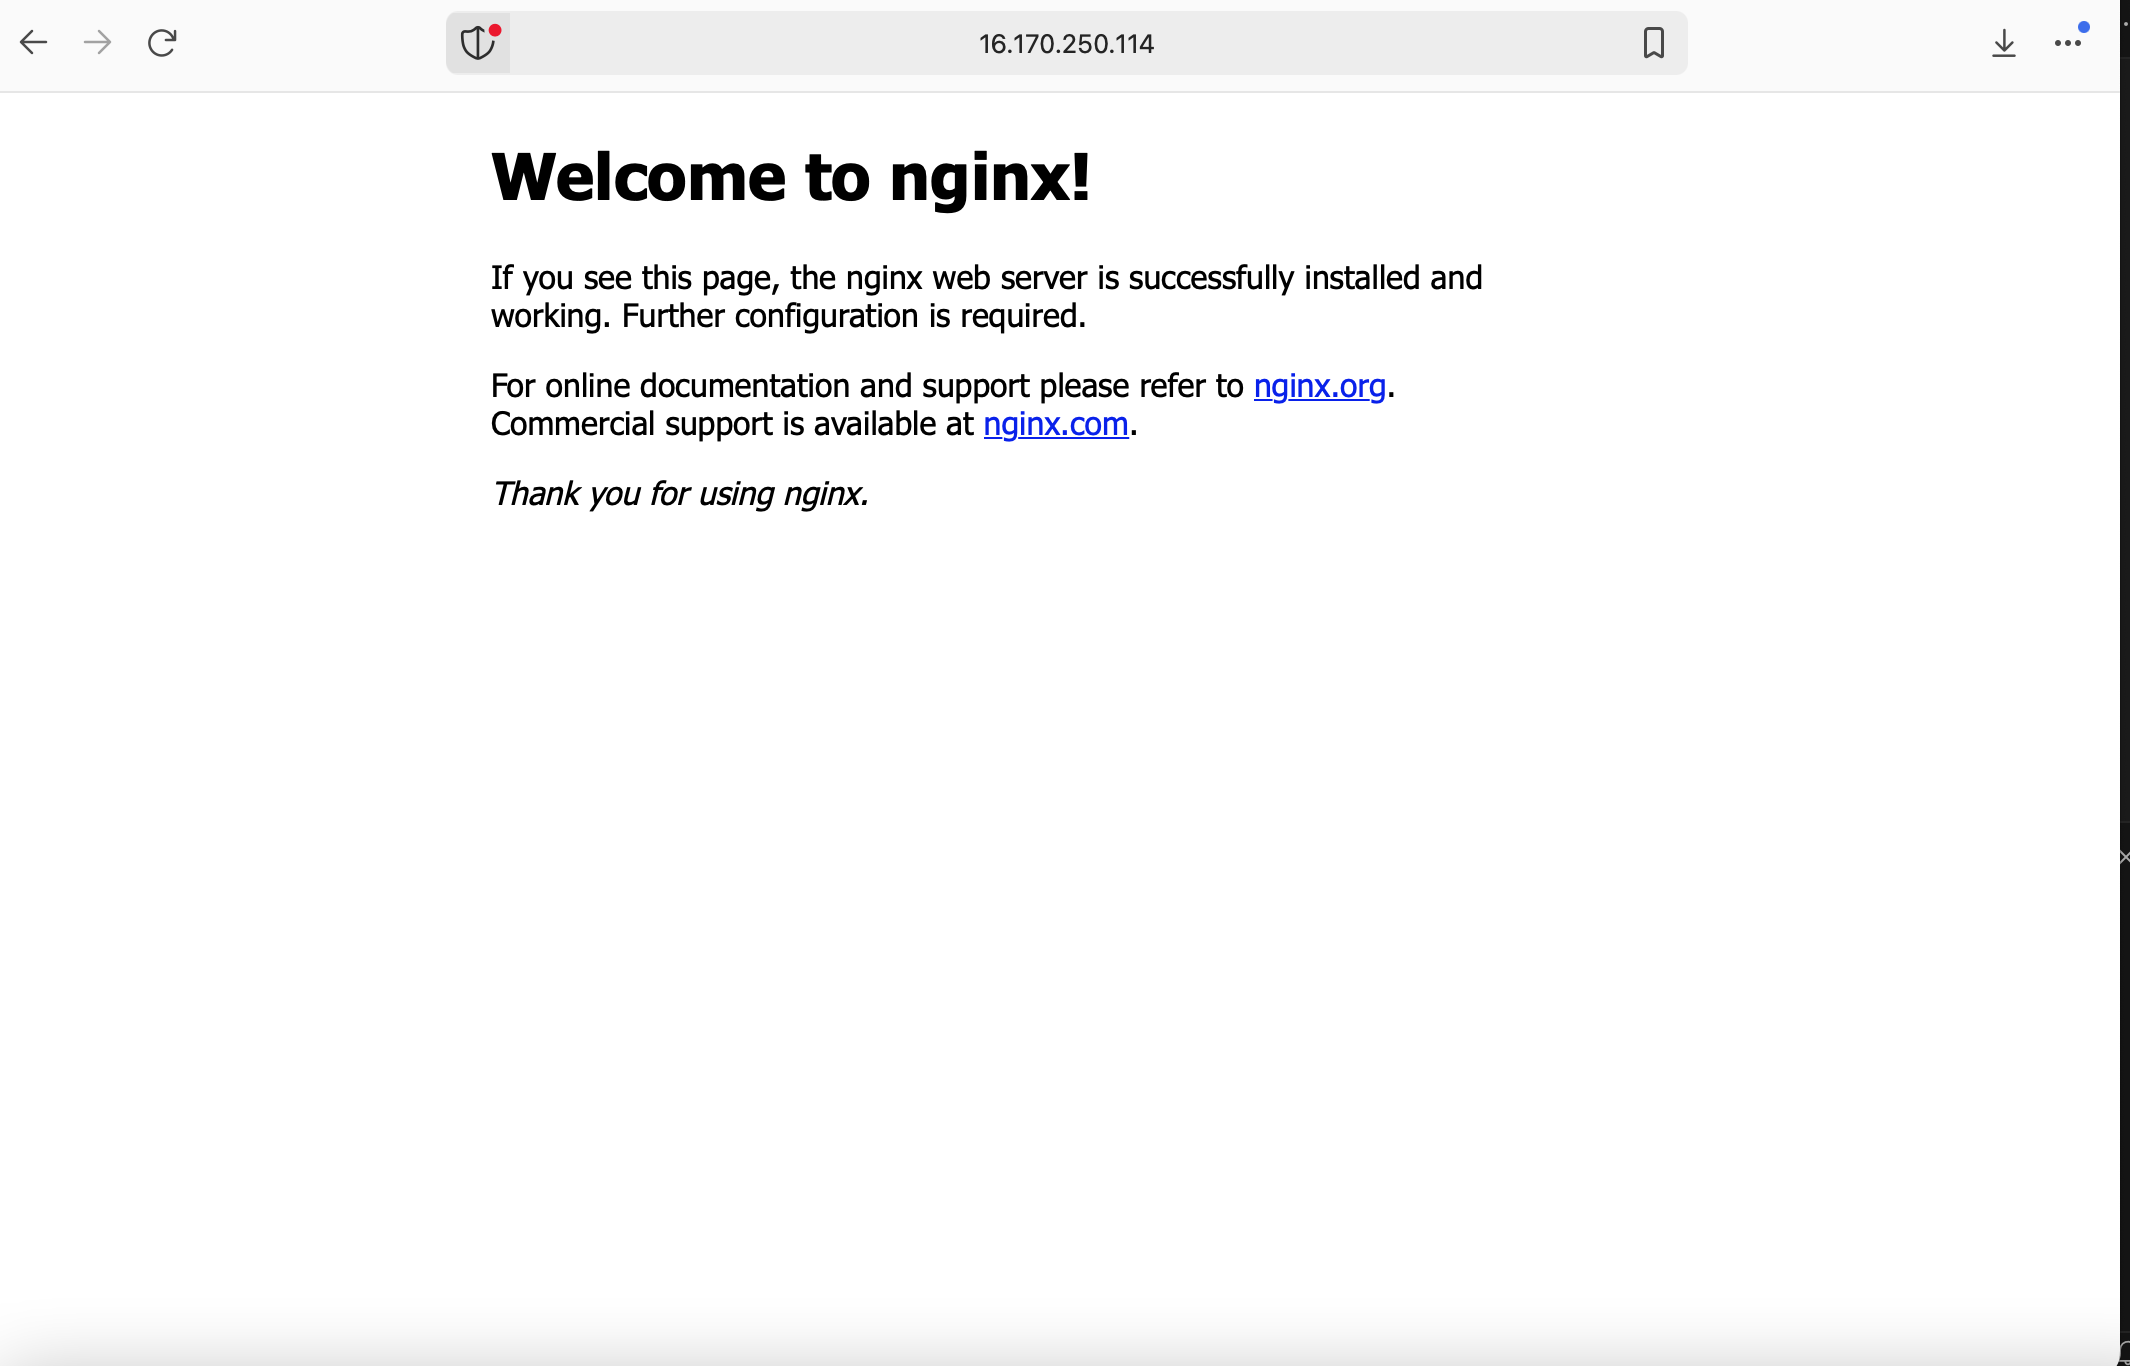 16.170.250.114
Welcome to nginx!
If you see this page, the nginx web server is successfully installed and
working. Further configuration is required.
For online documentation and support please refer to nginx.org.
Commercial support is available at nginx.com.
Thank you for using nginx.